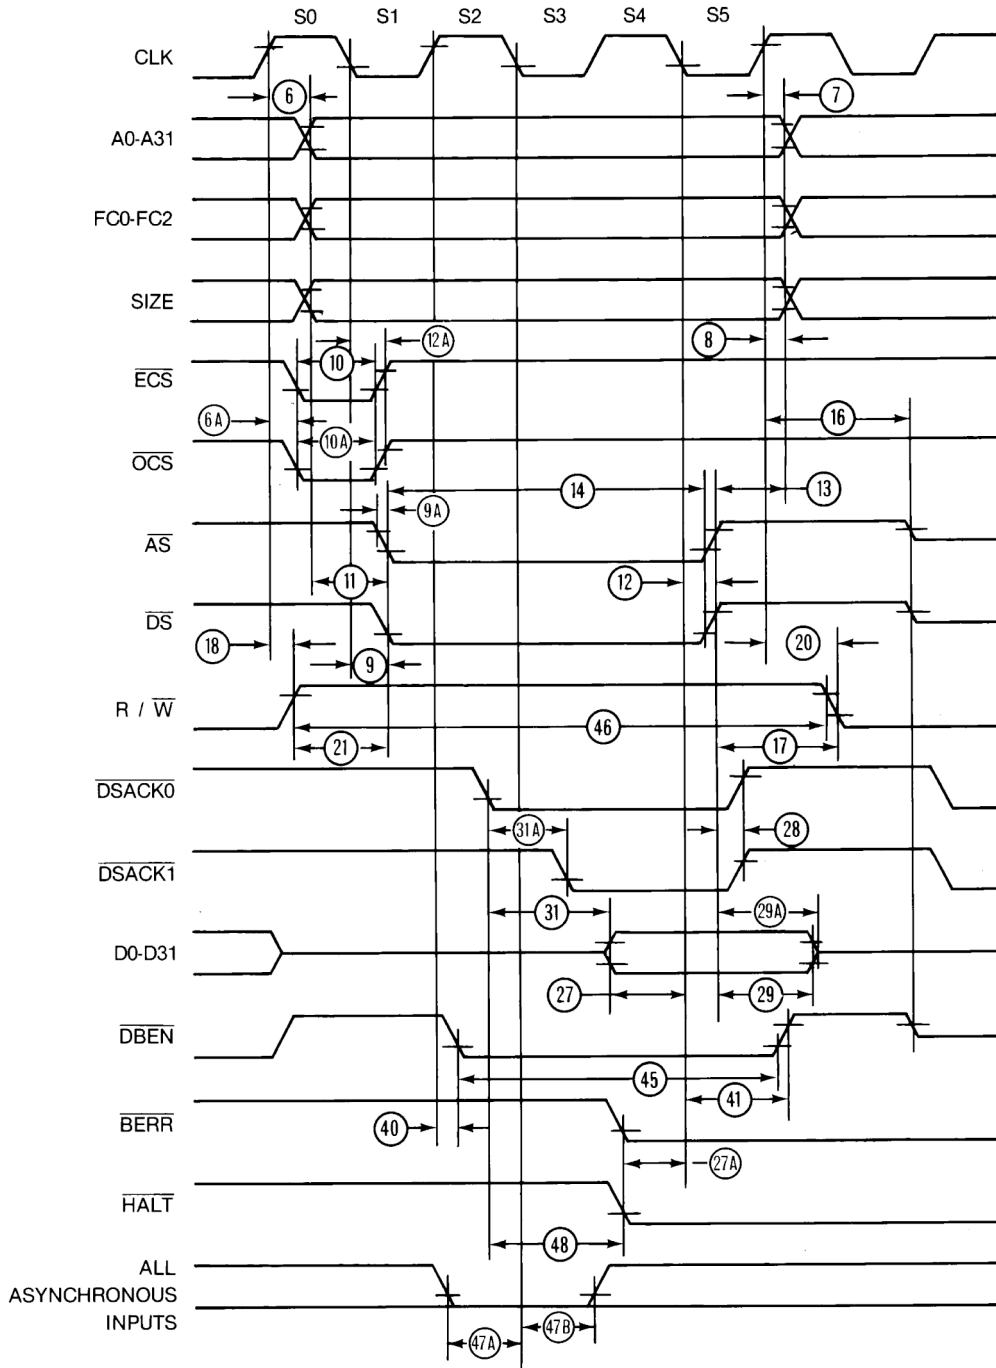 S0 S1 S2 S3 S4 S5
CLK
6 7
A0-A31
FC0-FC2
SIZE
12A 8
10
ECS
6A 16
10A
OCS
14 13
9A
AS
11 12
DS
18 9 20
R / W
46
21 17
DSACK0
31A 28
DSACK1
31 29A
D0-D31
27 29
DBEN
45
41
BERR
40
27A
HALT
48
ALL
ASYNCHRONOUS
INPUTS
47A 47B